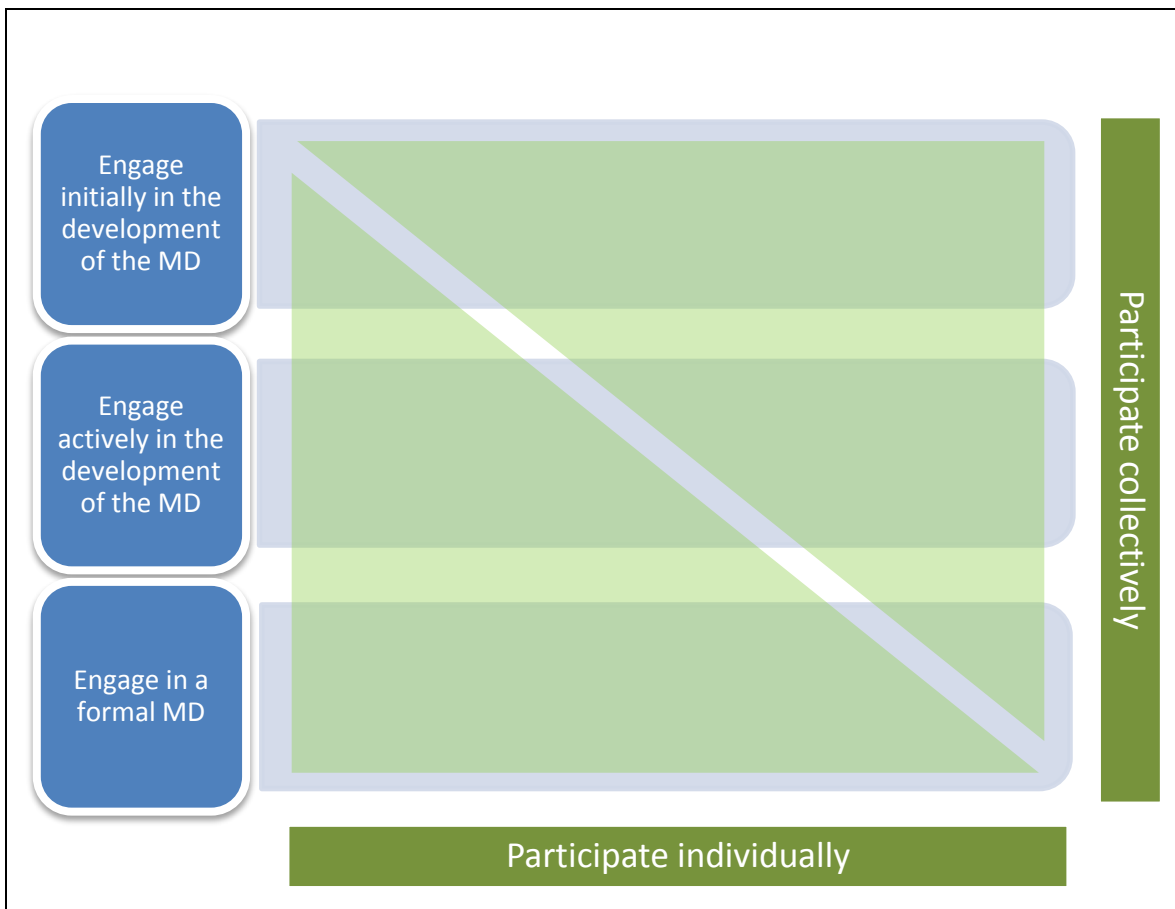 Engage
initially in the
development
of the MD
Engage
actively in the
development
of the MD
Engage in a
formal MD
Participate collectively
Participate individually